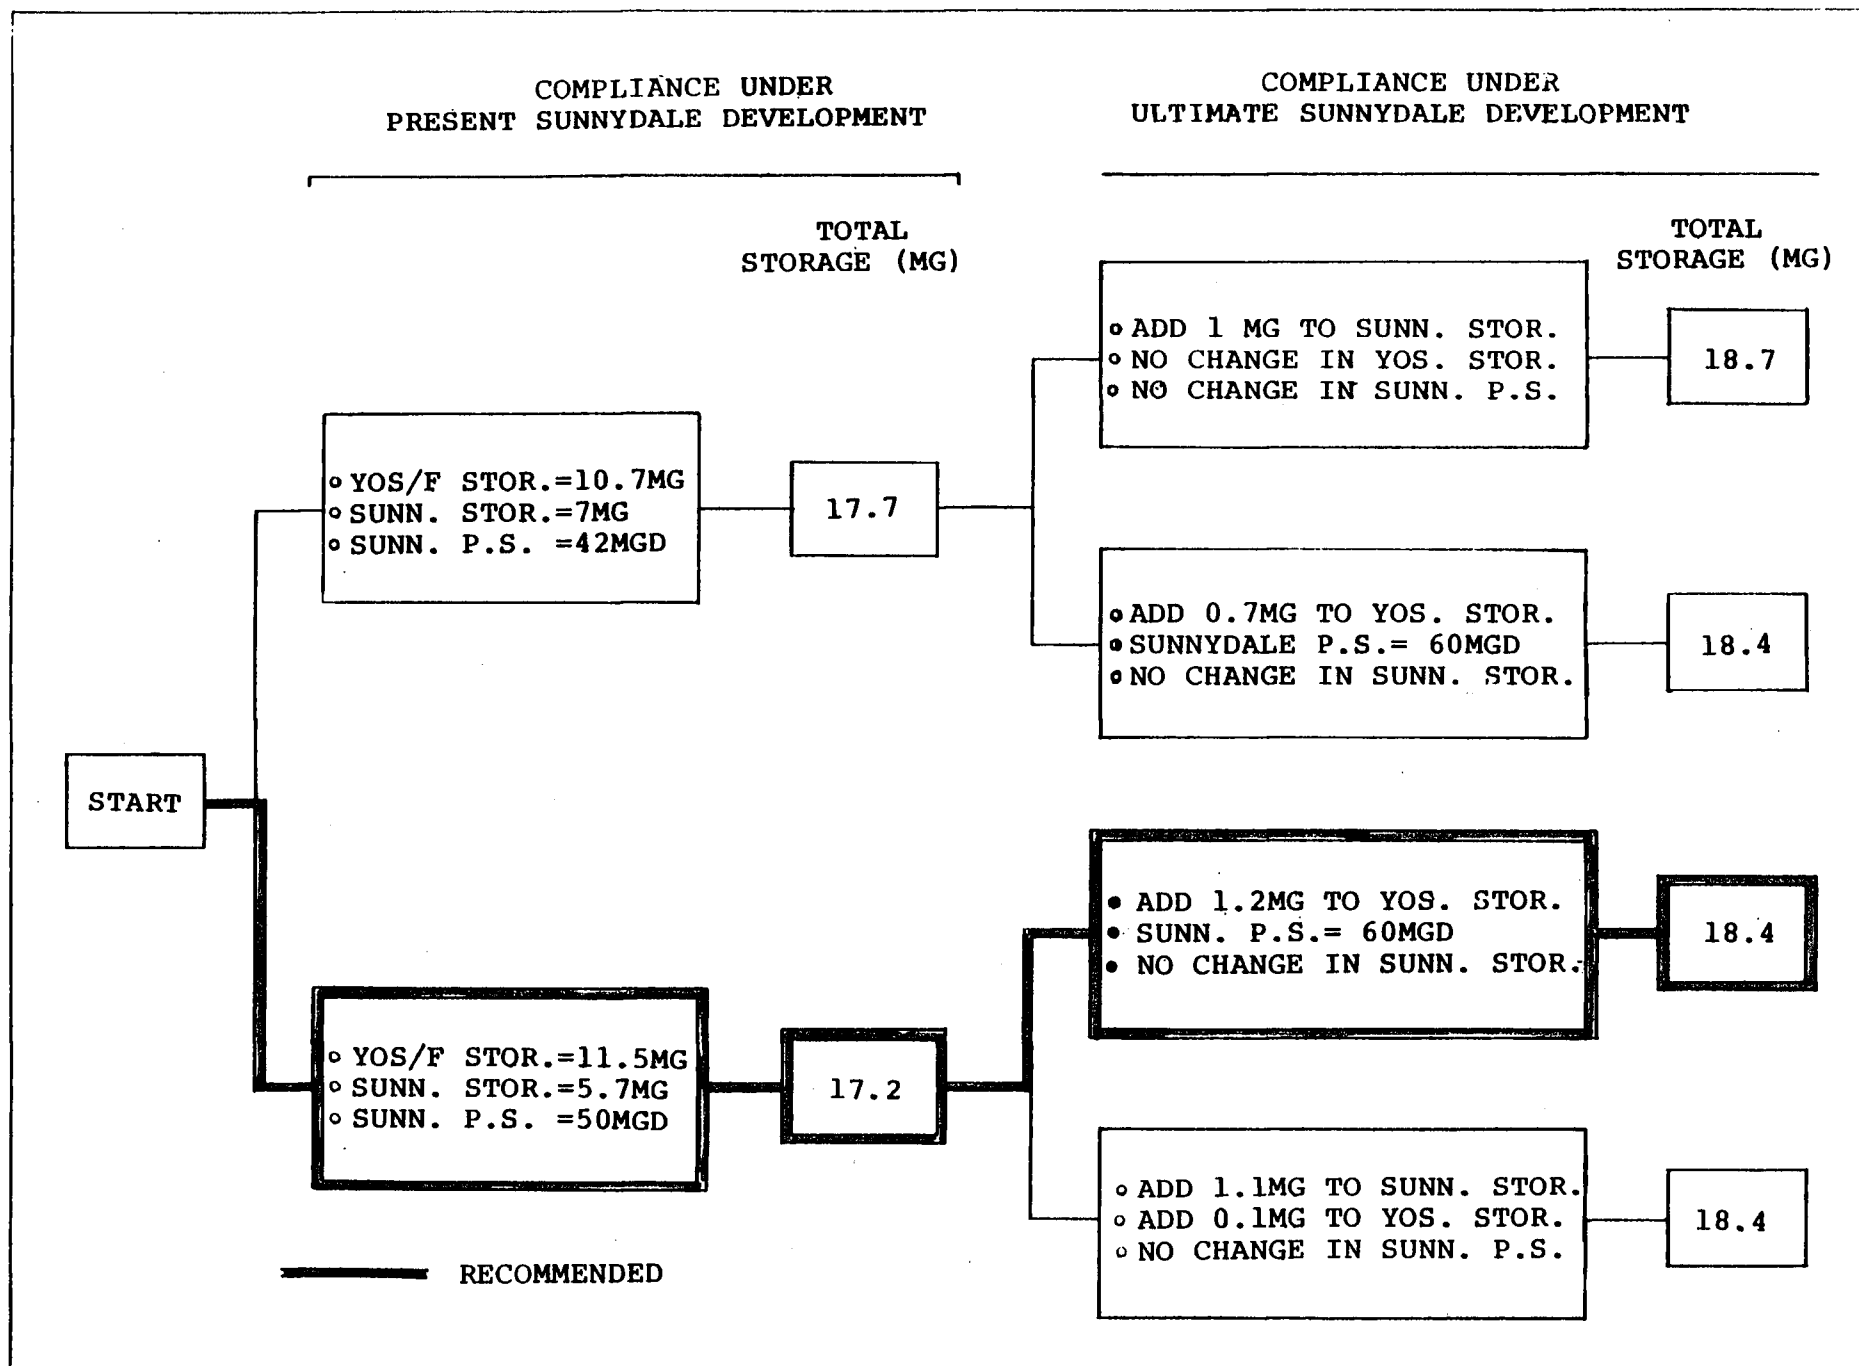 COMPLIANCE UNDER
PRESENT SUNNYDALE DEVELOPMENT
COMPLIANCE UNDER
ULTIMATE SUNNYDALE DEVELOPMENT
TOTAL
STORAGE (MG)
TOTAL
STORAGE (MG)
START
o YOS/F STOR.=10.7MG
o SUNN. STOR.=7MG
o SUNN. P.S. =42MGD
17.7
o ADD 1 MG TO SUNN. STOR.
o NO CHANGE IN YOS. STOR.
o NO CHANGE IN SUNN. P.S.
18.7
o ADD 0.7MG TO YOS. STOR.
o SUNNYDALE P.S.= 60MGD
o NO CHANGE IN SUNN. STOR.
18.4
o YOS/F STOR.=11.5MG
o SUNN. STOR.=5.7MG
o SUNN. P.S. =50MGD
17.2
• ADD 1.2MG TO YOS. STOR.
• SUNN. P.S.= 60MGD
• NO CHANGE IN SUNN. STOR.
18.4
o ADD 1.1MG TO SUNN. STOR.
o ADD 0.1MG TO YOS. STOR.
o NO CHANGE IN SUNN. P.S.
18.4
RECOMMENDED